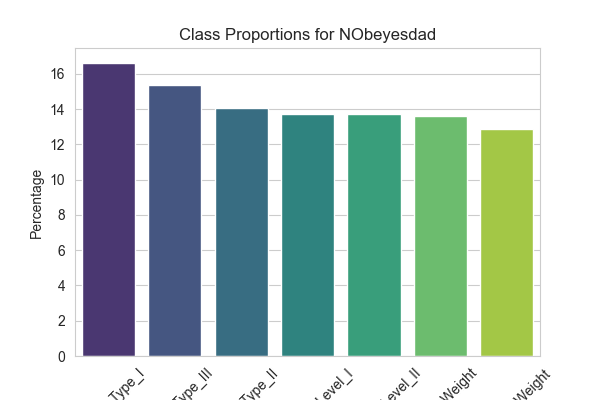 Class Proportions for NObeyesdad
Percentage
16
14
12
10
8
6
4
2
0
Type_I
Type_III
Type_II
Level_I
Level_II
Weight
Weight